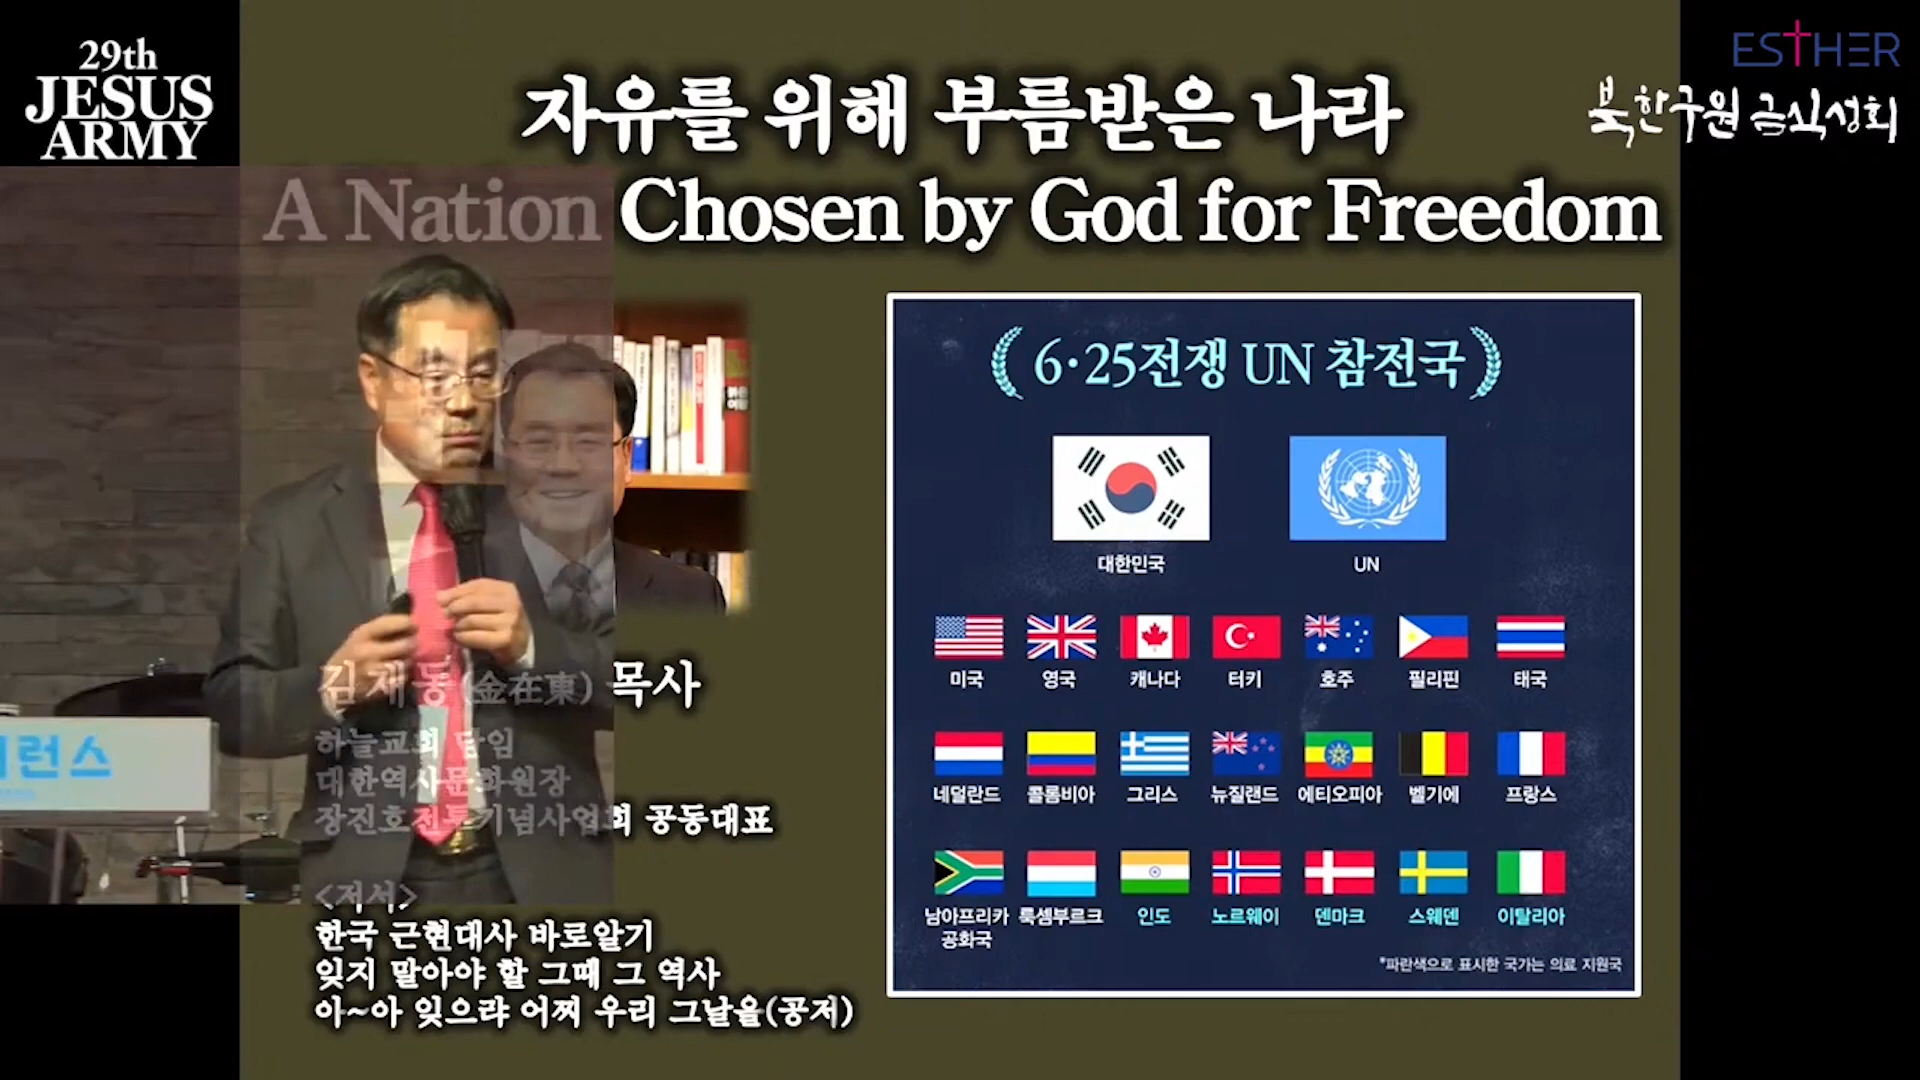 29th
JESUS
ARMY
ESTHER
북한구원 금식성회
자유를 위해 부름받은 나라
A Nation Chosen by God for Freedom
6·25전쟁 UN 참전국
대한민국
UN
미국
영국
캐나다
터키
호주
필리핀
태국
네덜란드
콜롬비아
그리스
뉴질랜드
에티오피아
벨기에
프랑스
남아프리카
공화국
룩셈부르크
인도
노르웨이
덴마크
스웨덴
이탈리아
*파란색으로 표시한 국가는 의료 지원국
김재동(金在東) 목사
하늘교회 담임
대한역사문화원장
장진호전투기념사업회 공동대표
<저서>
한국 근현대사 바로알기
잊지 말아야 할 그때 그 역사
아~아 잊으랴 어찌 우리 그날을(공저)
런스